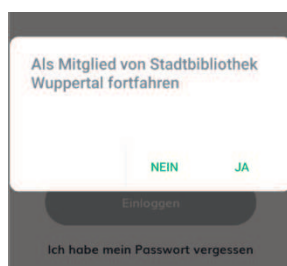 Als Mitglied von Stadtbibliothek
Wuppertal fortfahren
NEIN JA
Einloggen
Ich habe mein Passwort vergessen